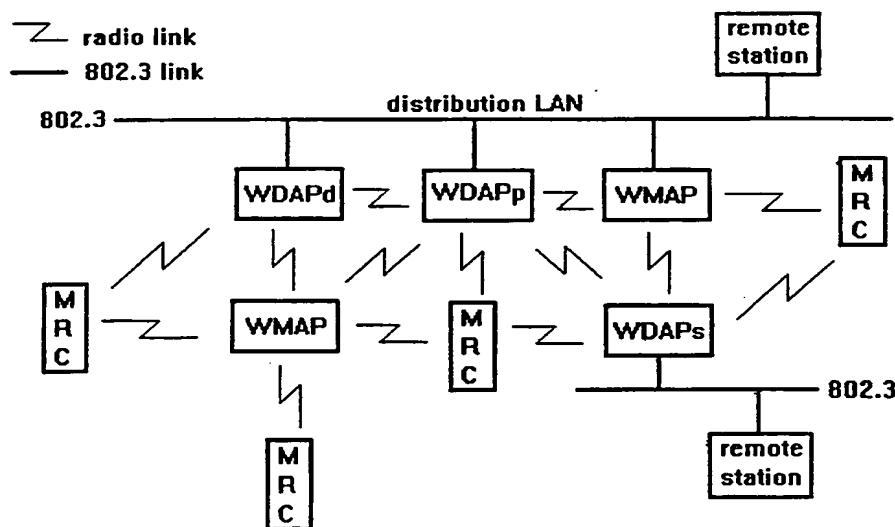 radio link
802.3 link
remote
station
distribution LAN
802.3
WDAPd
WDAPp
WMAP
M
R
C
M
R
C
WMAP
M
R
C
WDAPs
802.3
M
R
C
remote
station